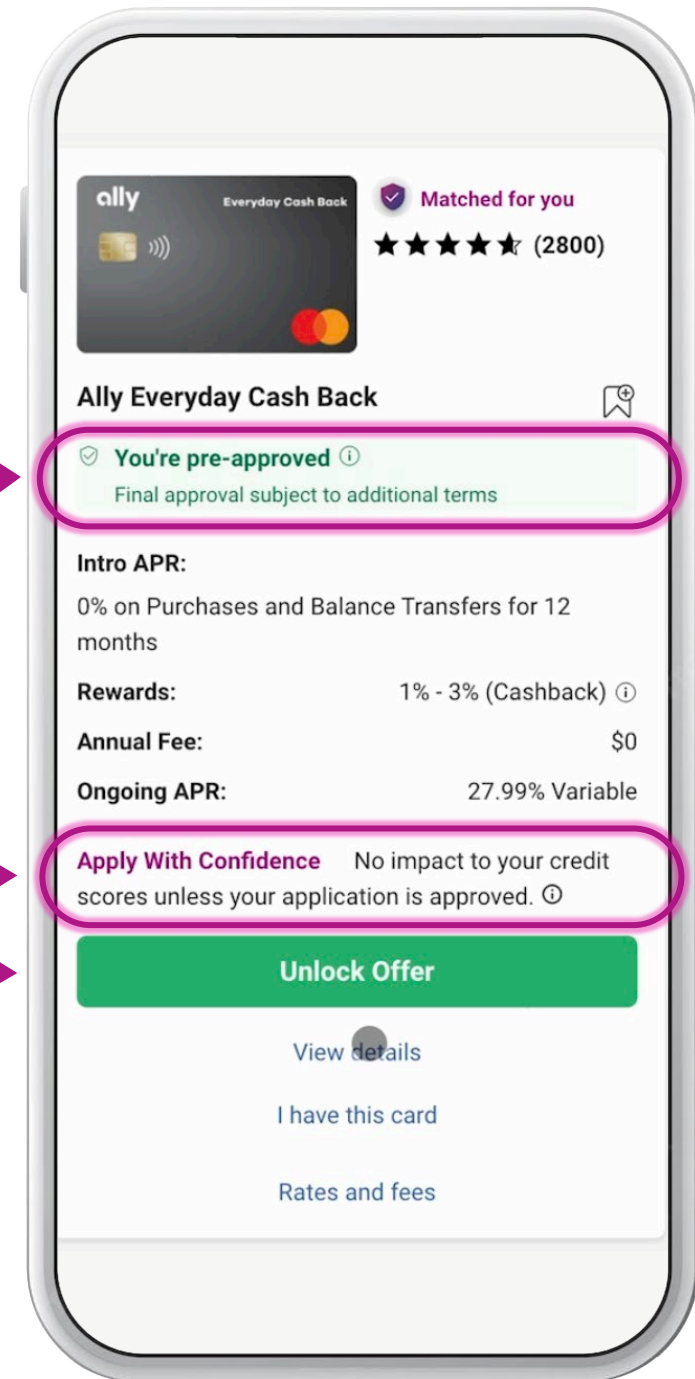 ally
Everyday Cash Back
Matched for you
(2800)
Ally Everyday Cash Back
You're pre-approved
Final approval subject to additional terms
Intro APR:
0% on Purchases and Balance Transfers for 12
months
Rewards: 1% - 3% (Cashback)
Annual Fee: $0
Ongoing APR: 27.99% Variable
Apply With Confidence No impact to your credit
scores unless your application is approved.
Unlock Offer
View details
I have this card
Rates and fees